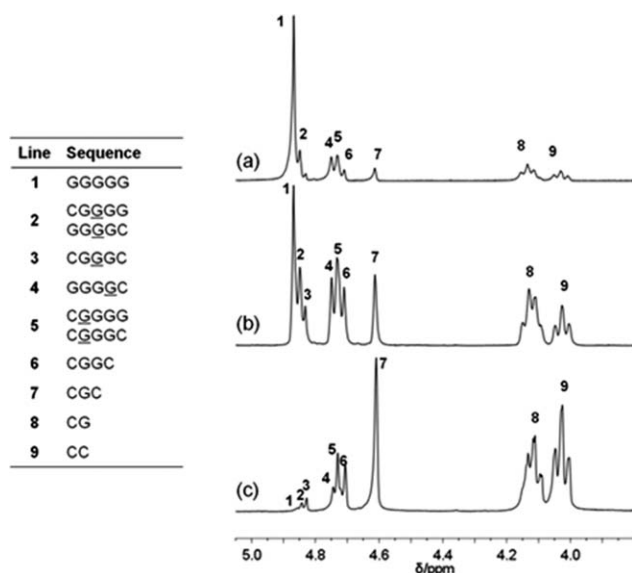 Line Sequence
1 GGGGG
2 CGGGG
GGGGC
3 CGGGC
4 GGGGC
5 CGGGG
CGGGC
6 CGGC
7 CGC
8 CG
9 CC
1
2
4 5
6
7
8
9
(a)
1
2
3
4
5
6
7
8
9
(b)
1
2
3
4
5
6
7
8
9
(c)
5.0 4.8 4.6 4.2 4.0
δ/ppm